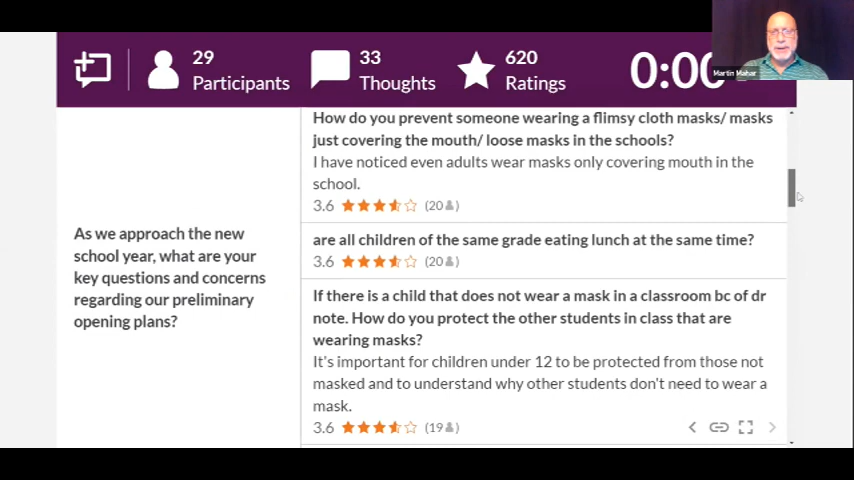 29
Participants
33
Thoughts
620
Ratings
0:00
Martin Mahar
How do you prevent someone wearing a flimsy cloth masks/ masks
just covering the mouth/ loose masks in the schools?
I have noticed even adults wear masks only covering mouth in the
school.
3.6 (20)
are all children of the same grade eating lunch at the same time?
3.6 (20)
As we approach the new
school year, what are your
key questions and concerns
regarding our preliminary
opening plans?
If there is a child that does not wear a mask in a classroom bc of dr
note. How do you protect the other students in class that are
wearing masks?
It's important for children under 12 to be protected from those not
masked and to understand why other students don't need to wear a
mask.
3.6 (19)